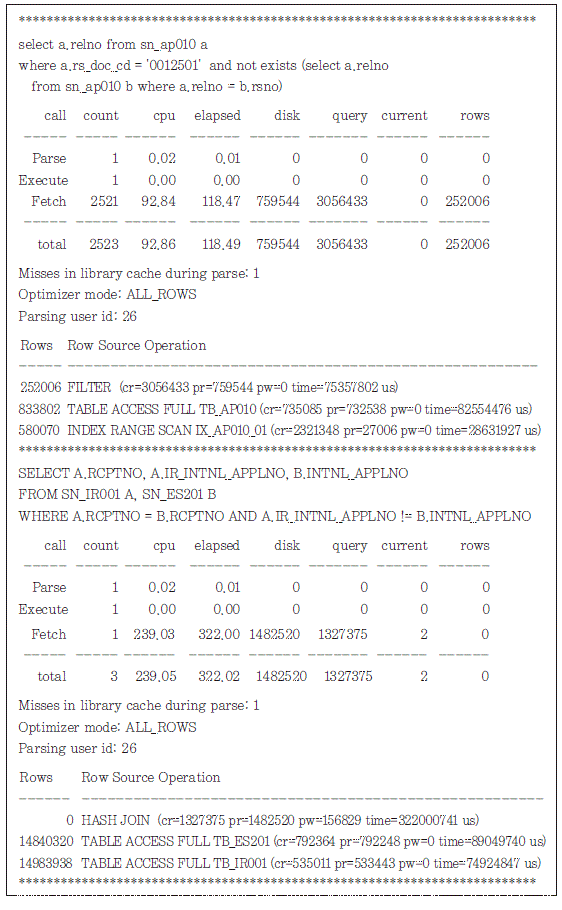 **************************************************************************
select a.relno from sn_ap010 a
where a.rs_doc_cd = '0012501' and not exists (select a.relno
from sn_ap010 b where a.relno = b.rsno)
call count cpu elapsed disk query current rows
----- ----- ------ ------ ------ ------- ------ ------
Parse 1 0.02 0.01 0 0 0 0
Execute 1 0.00 0.00 0 0 0 0
Fetch 2521 92.84 118.47 759544 3056433 0 252006
----- ----- ------ ------ ------ ------- ------ ------
total 2523 92.86 118.49 759544 3056433 0 252006
Misses in library cache during parse: 1
Optimizer mode: ALL_ROWS
Parsing user id: 26
Rows Row Source Operation
----- -------------------------------------------------------
252006 FILTER (cr=3056433 pr=759544 pw=0 time=75357802 us)
833802 TABLE ACCESS FULL TB_AP010 (cr=735085 pr=732538 pw=0 time=82554476 us)
580070 INDEX RANGE SCAN IX_AP010_01 (cr=2321348 pr=27006 pw=0 time=28631927 us)
**************************************************************************
SELECT A.RCPTNO, A.IR_INTNL_APPLNO, B.INTNL_APPLNO
FROM SN_IR001 A, SN_ES201 B
WHERE A.RCPTNO = B.RCPTNO AND A.IR_INTNL_APPLNO != B.INTNL_APPLNO
call count cpu elapsed disk query current rows
----- ----- ------ ------ ------ ------- ------ ------
Parse 1 0.02 0.01 0 0 0 0
Execute 1 0.00 0.00 0 0 0 0
Fetch 1 239.03 322.00 1482520 1327375 2 0
----- ----- ------ ------ ------ ------- ------ ------
total 3 239.05 322.02 1482520 1327375 2 0
Misses in library cache during parse: 1
Optimizer mode: ALL_ROWS
Parsing user id: 26
Rows Row Source Operation
------ ------------------------------------------------------
0 HASH JOIN (cr=1327375 pr=1482520 pw=156829 time=322000741 us)
14840320 TABLE ACCESS FULL TB_ES201 (cr=792364 pr=792248 pw=0 time=89049740 us)
14983938 TABLE ACCESS FULL TB_IR001 (cr=535011 pr=533443 pw=0 time=74924847 us)
**************************************************************************